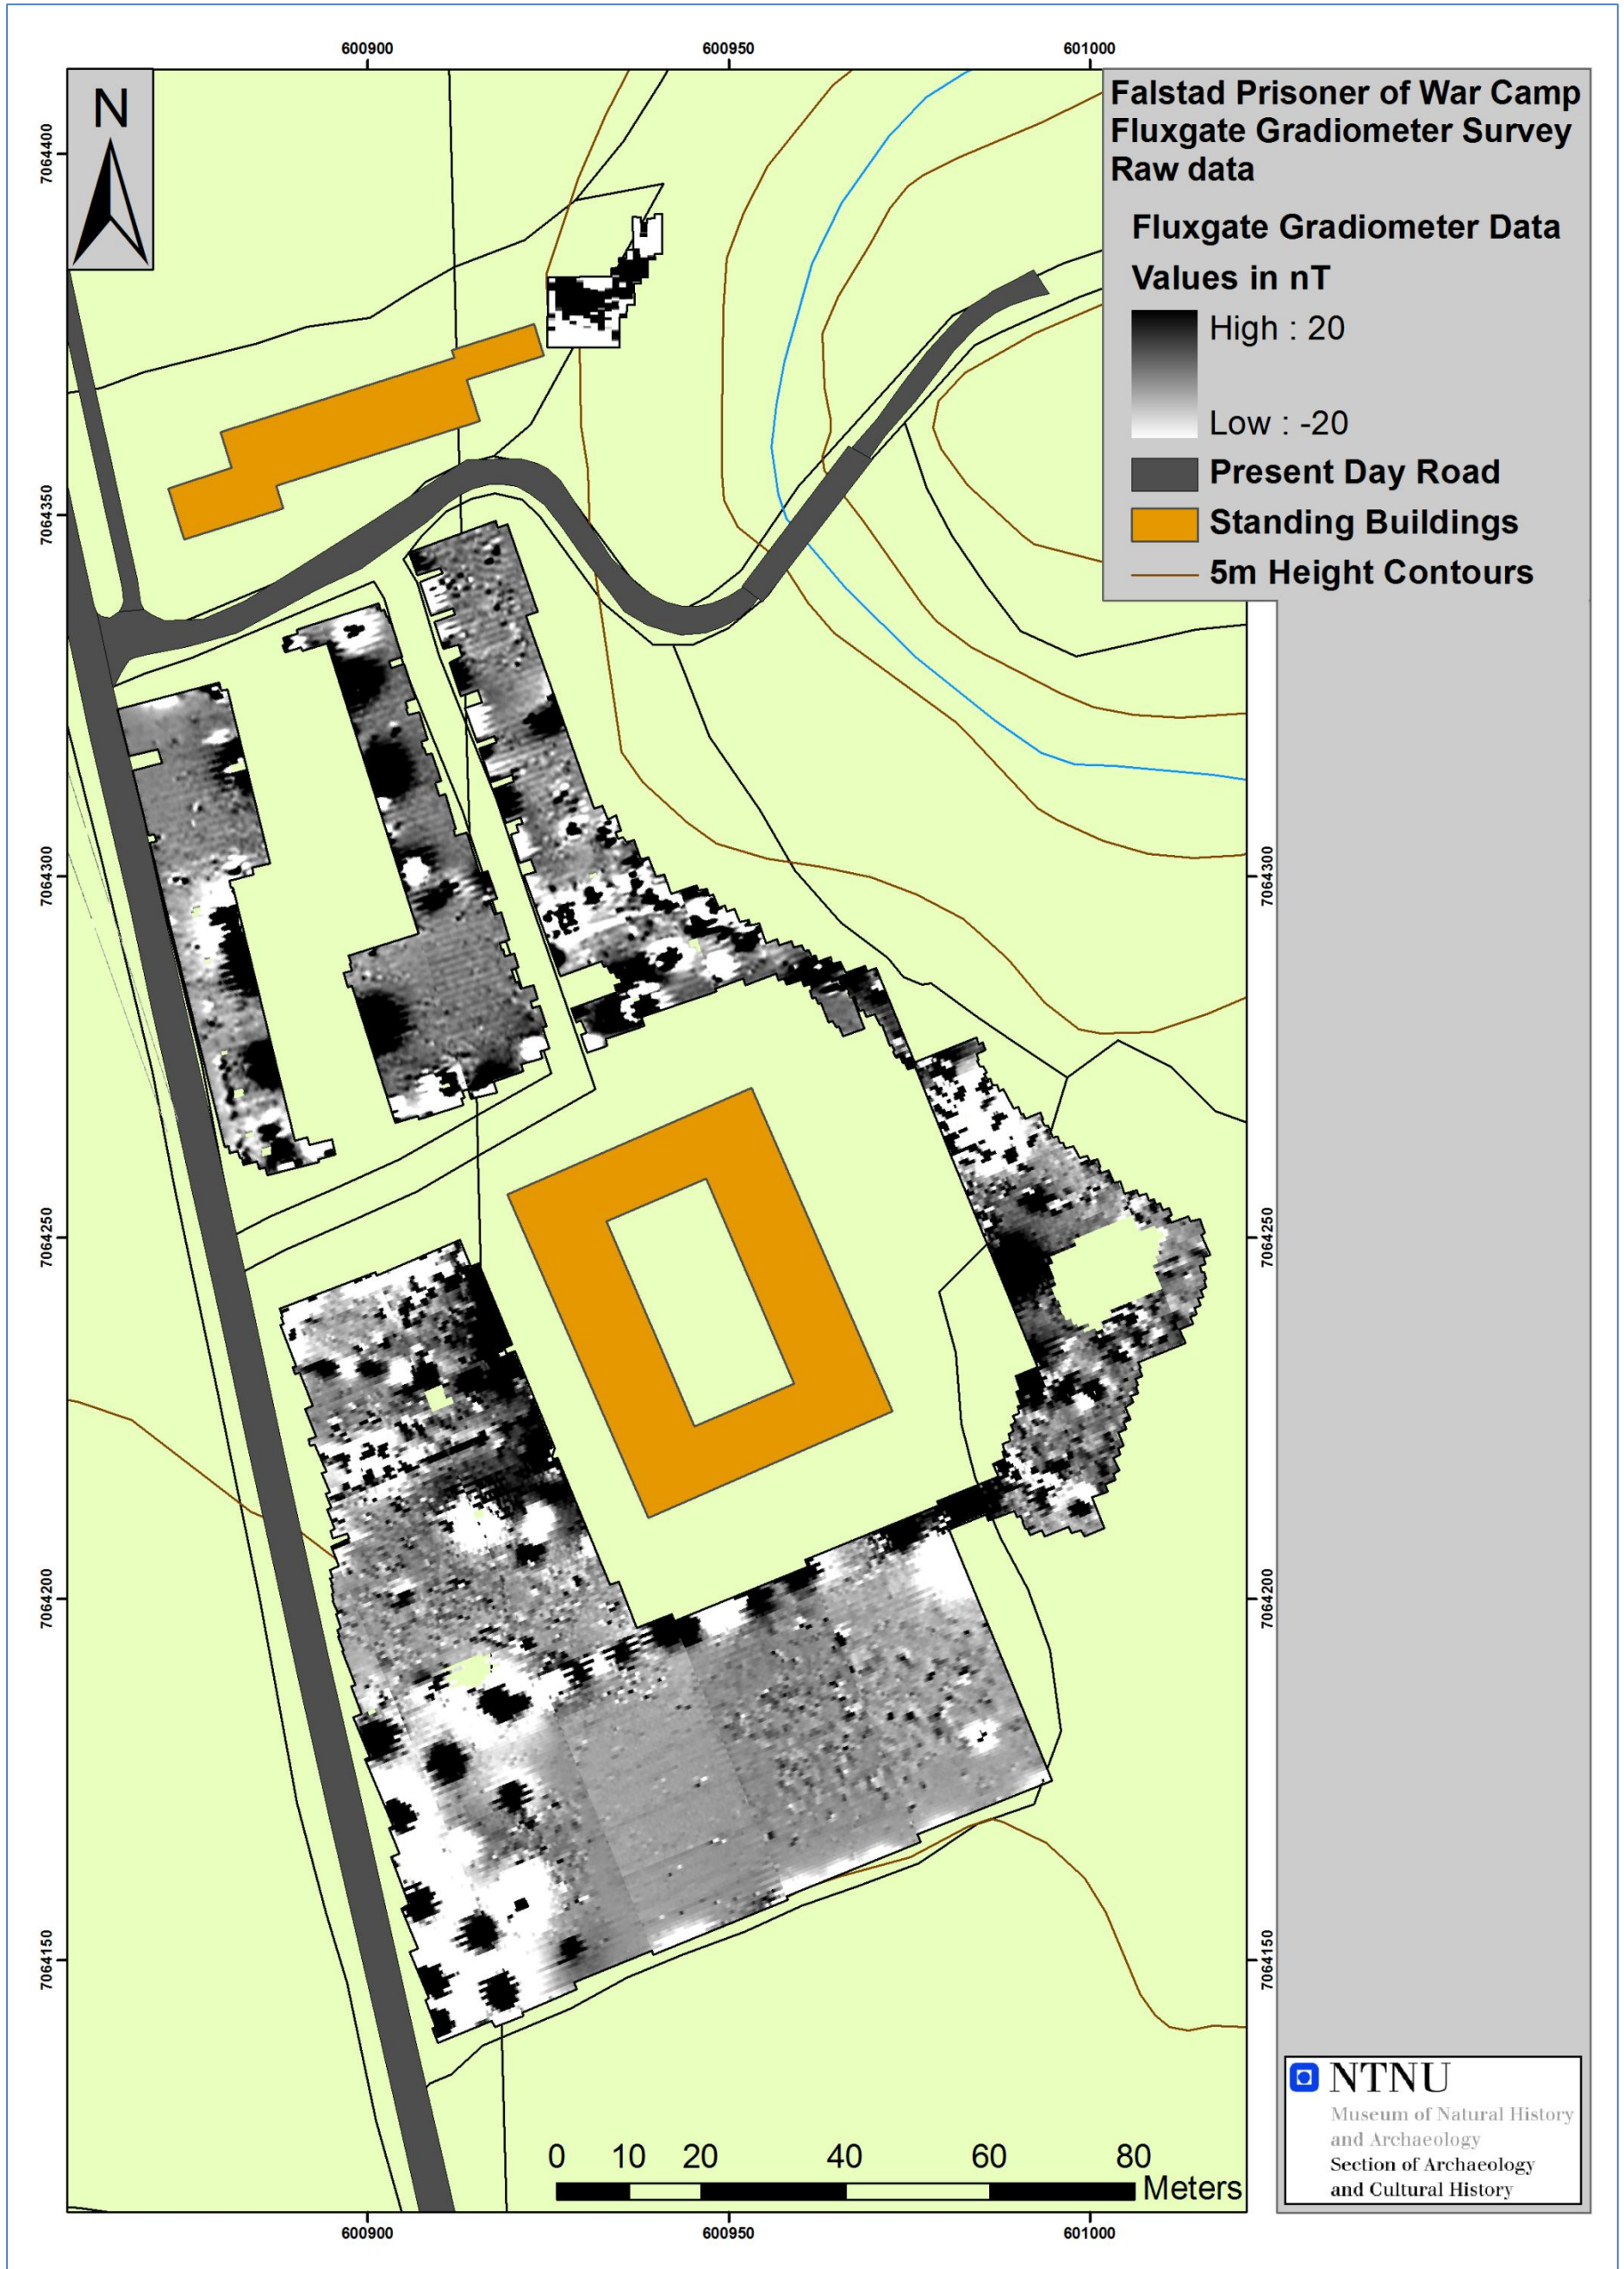 600900
600950
601000
7064400
7064350
7064300
7064250
7064200
7064150
N
Falstad Prisoner of War Camp
Fluxgate Gradiometer Survey
Raw data
Fluxgate Gradiometer Data
Values in nT
High : 20
Low : -20
Present Day Road
Standing Buildings
5m Height Contours
7064300
7064250
7064200
7064150
0 10 20 40 60 80
Meters
600900
600950
601000
NTNU
Museum of Natural History
and Archaeology
Section of Archaeology
and Cultural History